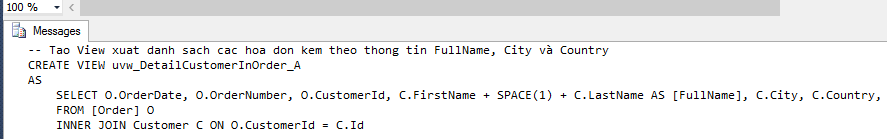 100 %
Messages
-- Tao View xuat danh sach cac hoa don kem theo thong tin FullName, City và Country
CREATE VIEW uvw_DetailCustomerInOrder_A
AS
SELECT O.OrderDate, O.OrderNumber, O.CustomerId, C.FirstName + SPACE(1) + C.LastName AS [FullName], C.City, C.Country,
FROM [Order] O
INNER JOIN Customer C ON O.CustomerId = C.Id